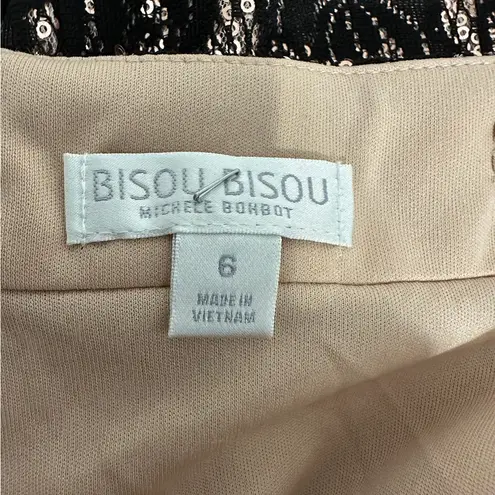 BISOU BISOU
MICHELE BOHBOT
6
MADE IN
VIETNAM